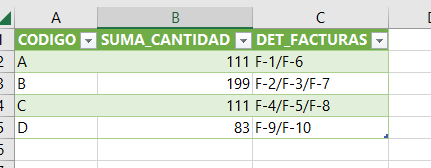 A B C
1 CODIGO SUMA_CANTIDAD DET_FACTURAS
2 A 111 F-1/F-6
3 B 199 F-2/F-3/F-7
4 C 111 F-4/F-5/F-8
5 D 83 F-9/F-10
6
7